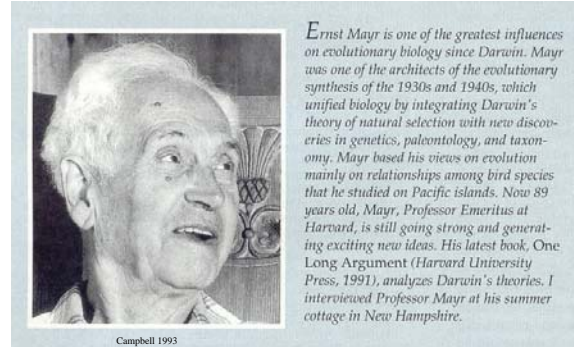 Ernst Mayr is one of the greatest influences
on evolutionary biology since Darwin. Mayr
was one of the architects of the evolutionary
synthesis of the 1930s and 1940s, which
unified biology by integrating Darwin's
theory of natural selection with new discov-
eries in genetics, paleontology, and taxon-
omy. Mayr based his views on evolution
mainly on relationships among bird species
that he studied on Pacific islands. Now 89
years old, Mayr, Professor Emeritus at
Harvard, is still going strong and generat-
ing exciting new ideas. His latest book, One
Long Argument (Harvard University
Press, 1991), analyzes Darwin's theories. I
interviewed Professor Mayr at his summer
cottage in New Hampshire.
Campbell 1993